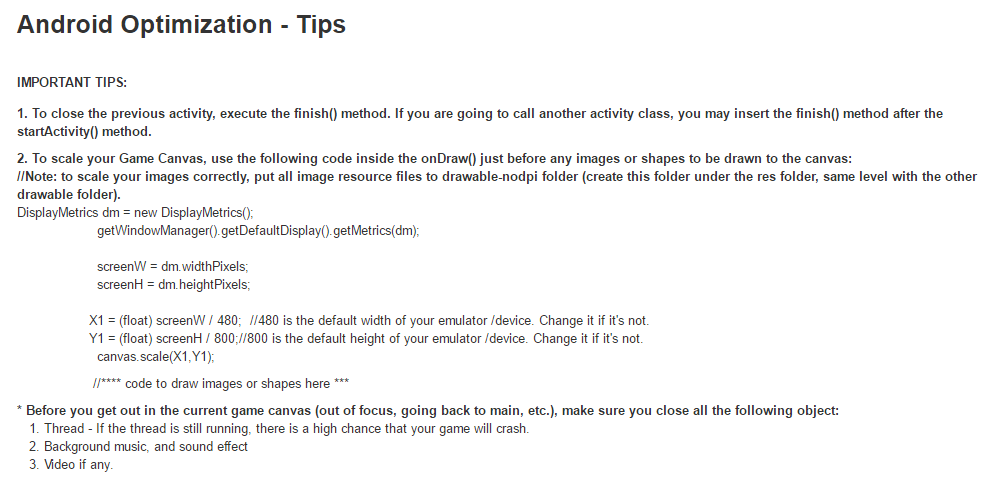 Android Optimization - Tips
IMPORTANT TIPS:
1. To close the previous activity, execute the finish() method. If you are going to call another activity class, you may insert the finish() method after the
startActivity() method.
2. To scale your Game Canvas, use the following code inside the onDraw() just before any images or shapes to be drawn to the canvas:
//Note: to scale your images correctly, put all image resource files to drawable-nodpi folder (create this folder under the res folder, same level with the other
drawable folder).
DisplayMetrics dm = new DisplayMetrics();
getWindowManager().getDefaultDisplay().getMetrics(dm);
screenW = dm.widthPixels;
screenH = dm.heightPixels;
X1 = (float) screenW / 480;  //480 is the default width of your emulator /device. Change it if it's not.
Y1 = (float) screenH / 800;//800 is the default height of your emulator /device. Change it if it's not.
canvas.scale(X1,Y1);
//**** code to draw images or shapes here ***
* Before you get out in the current game canvas (out of focus, going back to main, etc.), make sure you close all the following object:
1. Thread - If the thread is still running, there is a high chance that your game will crash.
2. Background music, and sound effect
3. Video if any.